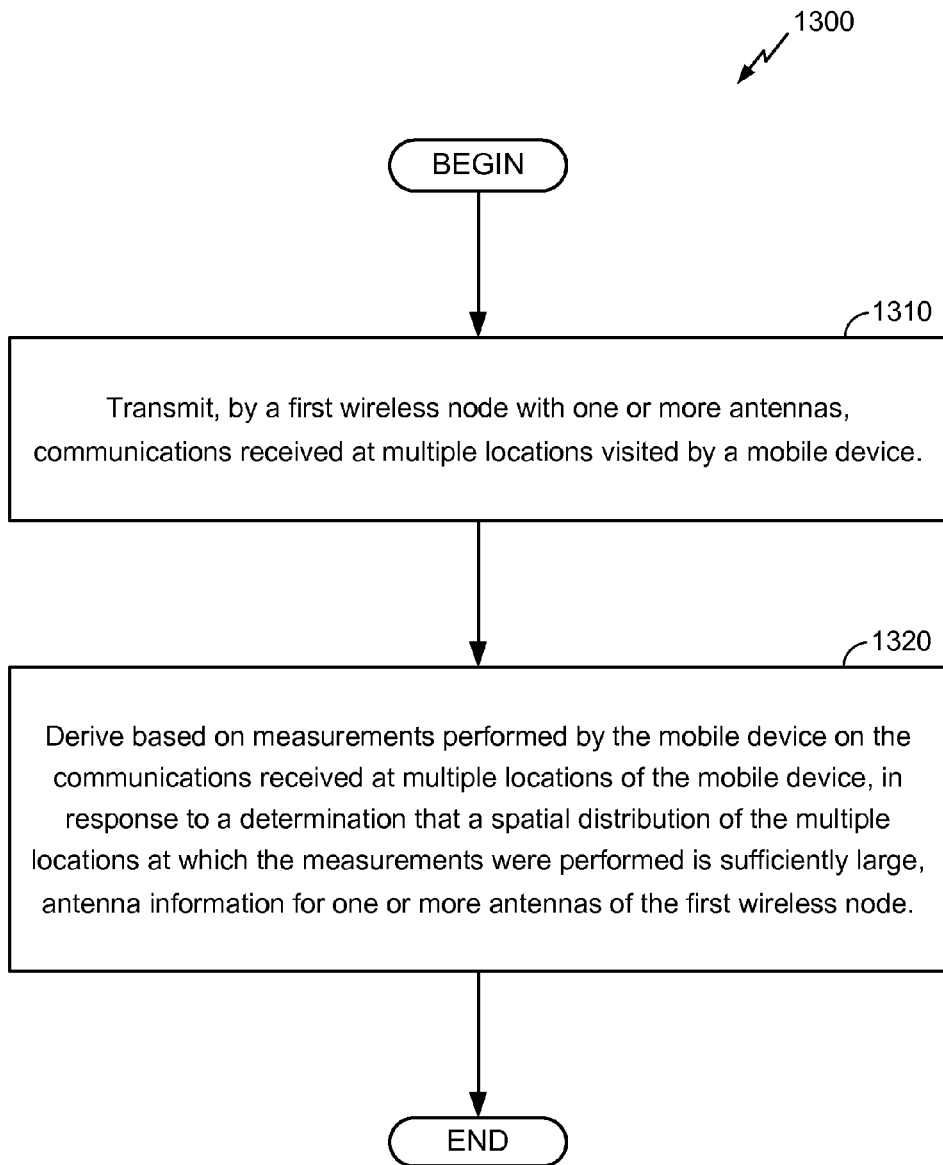 1300
BEGIN
1310
Transmit, by a first wireless node with one or more antennas,
communications received at multiple locations visited by a mobile device.
1320
Derive based on measurements performed by the mobile device on the
communications received at multiple locations of the mobile device, in
response to a determination that a spatial distribution of the multiple
locations at which the measurements were performed is sufficiently large,
antenna information for one or more antennas of the first wireless node.
END